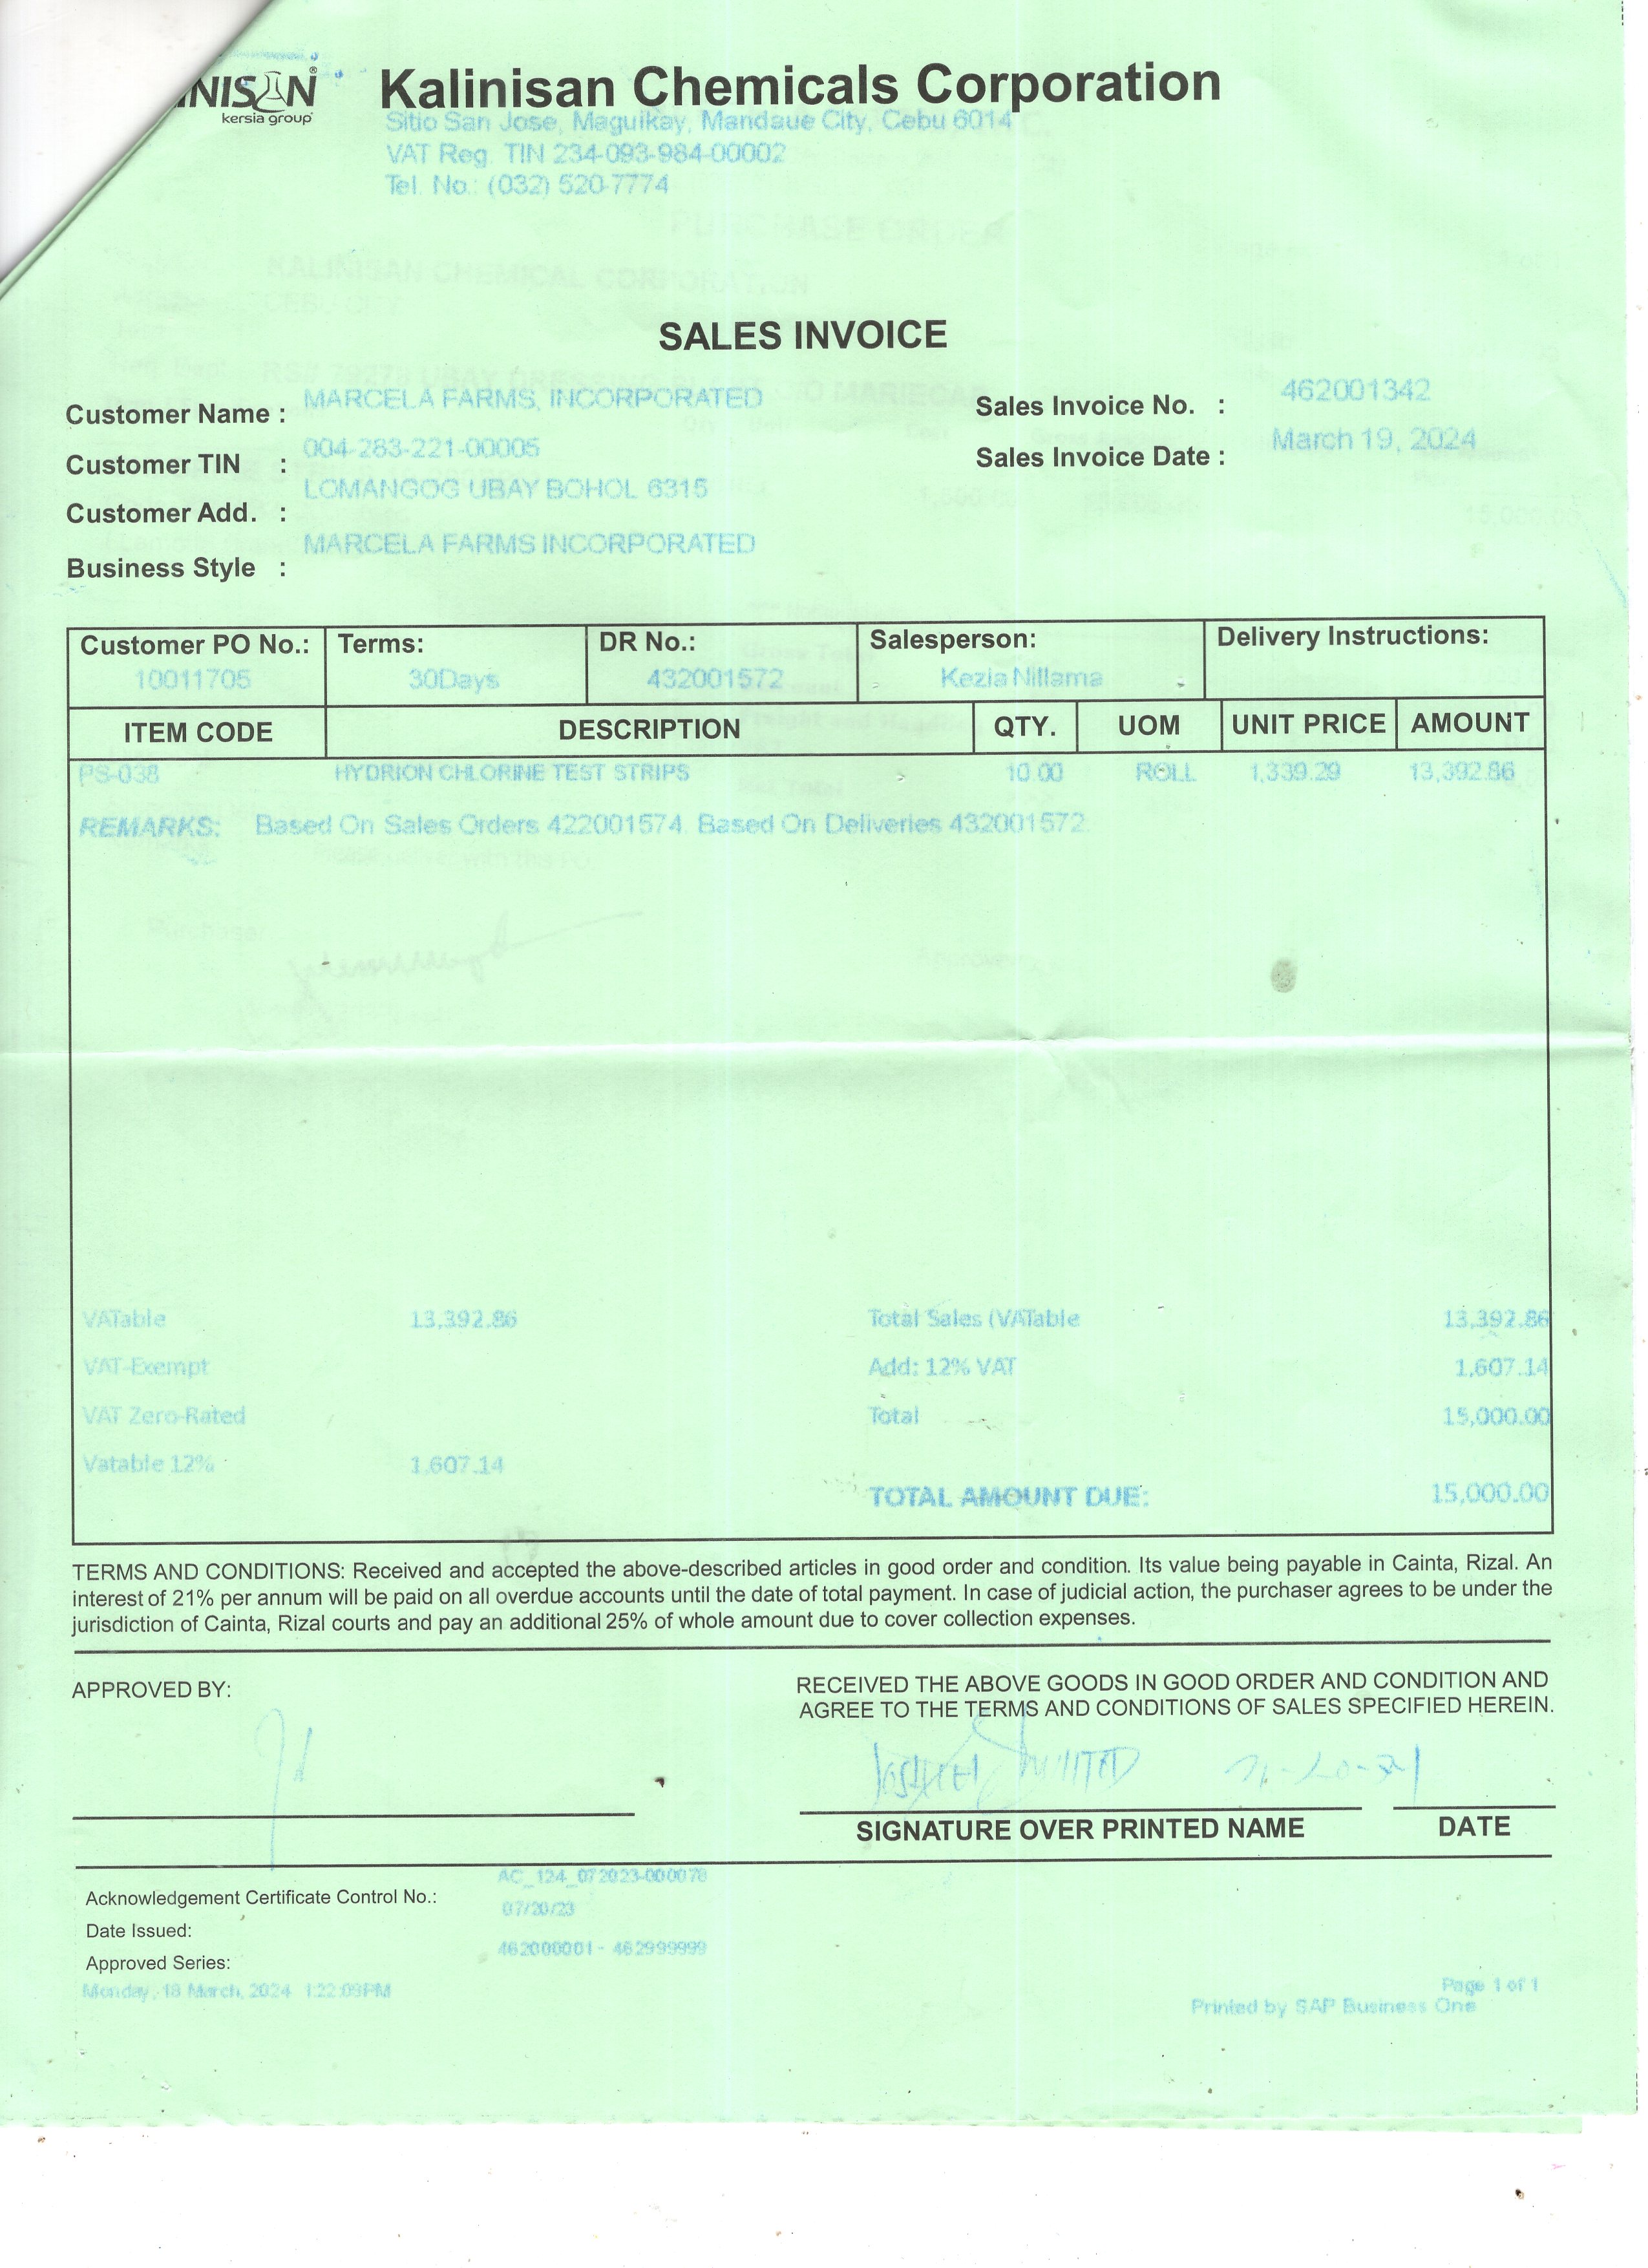 NISAN®
kersia group
Kalinisan Chemicals Corporation
Sitio San Jose, Maguikay, Mandaue City, Cebu 6014
VAT Reg. TIN 234-093-984-00002
Tel. No.: (032) 520-7774
PURCHASE ORDER
KALINISAN CHEMICAL CORPORATION
SALES INVOICE
Customer Name : MARCELA FARMS, INCORPORATED
Sales Invoice No. : 462001342
Customer TIN : 004-283-221-00005
Sales Invoice Date : March 19, 2024
Customer Add. : LOMANGOG UBAY BOHOL 6315
Business Style : MARCELA FARMS INCORPORATED
Customer PO No.: Terms: DR No.: Salesperson: Delivery Instructions:
10011705 30Days 432001572 Kezia Nillama
ITEM CODE DESCRIPTION QTY. UOM UNIT PRICE AMOUNT
PS-038 HYDRION CHLORINE TEST STRIPS 10.00 ROLL 1,339.29 13,392.86
REMARKS: Based On Sales Orders 422001574. Based On Deliveries 432001572.
VATable 13,392.86 Total Sales (VATable 13,392.86
VAT-Exempt Add: 12% VAT 1,607.14
VAT Zero-Rated Total 15,000.00
Vatable 12% 1,607.14
TOTAL AMOUNT DUE: 15,000.00
TERMS AND CONDITIONS: Received and accepted the above-described articles in good order and condition. Its value being payable in Cainta, Rizal. An
interest of 21% per annum will be paid on all overdue accounts until the date of total payment. In case of judicial action, the purchaser agrees to be under the
jurisdiction of Cainta, Rizal courts and pay an additional 25% of whole amount due to cover collection expenses.
APPROVED BY:
RECEIVED THE ABOVE GOODS IN GOOD ORDER AND CONDITION AND
AGREE TO THE TERMS AND CONDITIONS OF SALES SPECIFIED HEREIN.
SIGNATURE OVER PRINTED NAME DATE
Acknowledgement Certificate Control No.: AC_124_072023-000078
Date Issued: 07/20/23
Approved Series: 462000001 - 462999999
Monday, 18 March, 2024 1:22:09PM
Page 1 of 1
Printed by SAP Business One